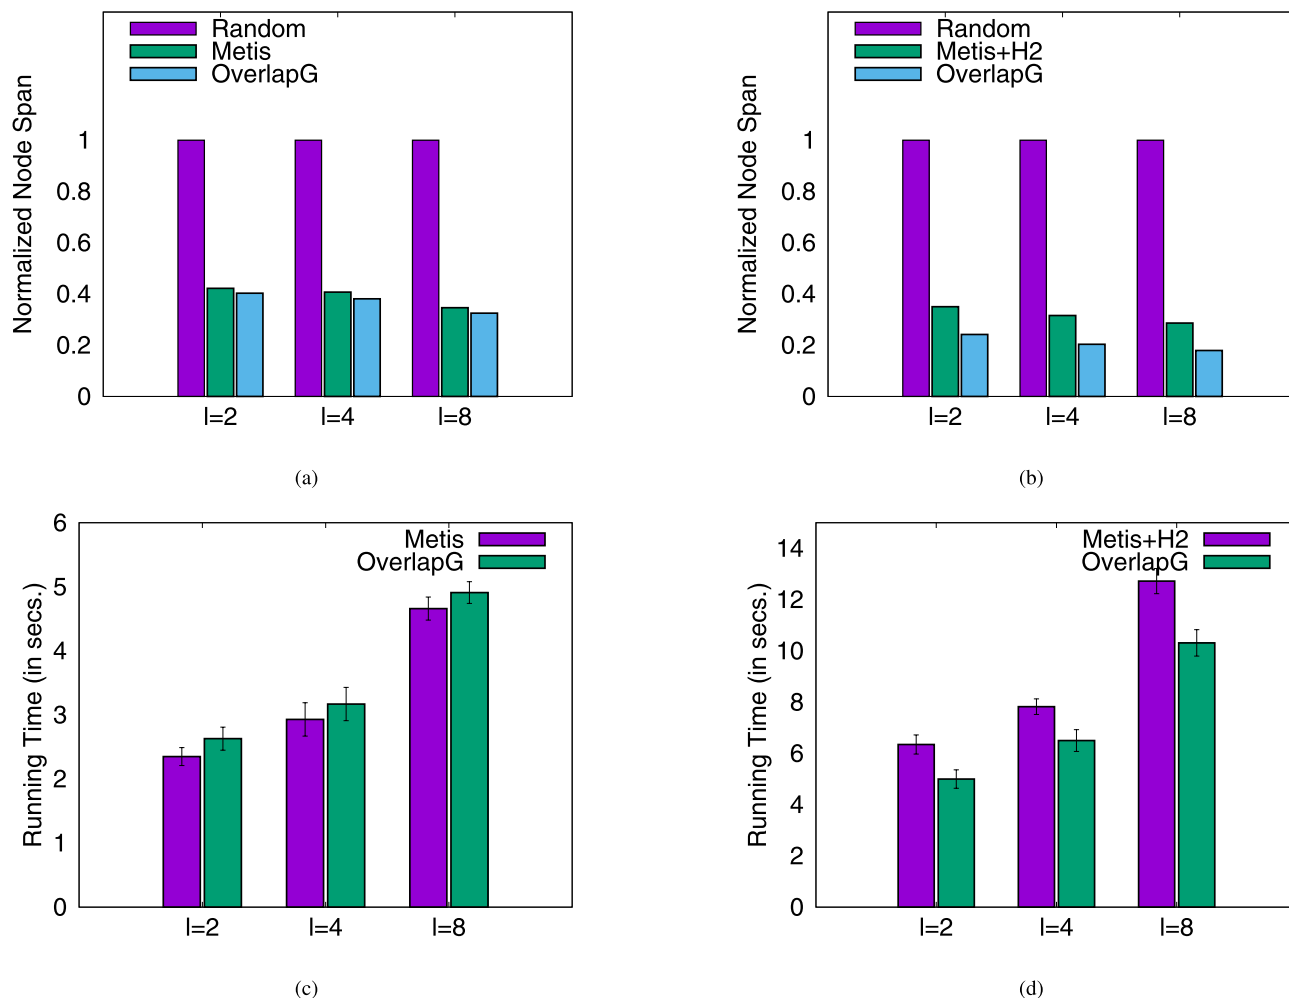 Random
Metis
OverlapG
Normalized Node Span
1
0.8
0.6
0.4
0.2
0
l=2 l=4 l=8
(a)
Random
Metis+H2
OverlapG
Normalized Node Span
1
0.8
0.6
0.4
0.2
0
l=2 l=4 l=8
(b)
Metis
OverlapG
Running Time (in secs.)
6
5
4
3
2
1
0
l=2 l=4 l=8
(c)
Metis+H2
OverlapG
Running Time (in secs.)
14
12
10
8
6
4
2
0
l=2 l=4 l=8
(d)